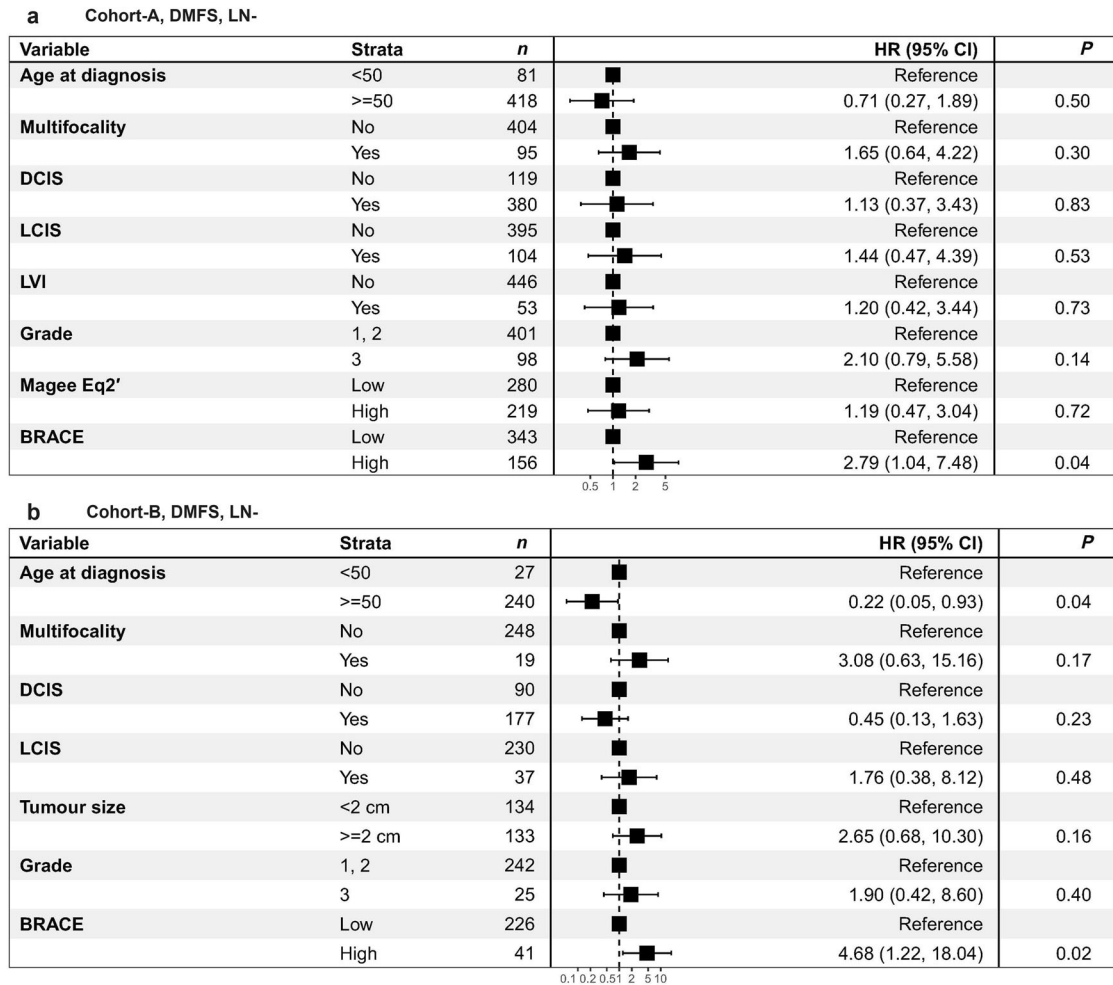 a Cohort-A, DMFS, LN-
Variable Strata n HR (95% CI) P
Age at diagnosis <50 81 Reference
>=50 418 0.71 (0.27, 1.89) 0.50
Multifocality No 404 Reference
Yes 95 1.65 (0.64, 4.22) 0.30
DCIS No 119 Reference
Yes 380 1.13 (0.37, 3.43) 0.83
LCIS No 395 Reference
Yes 104 1.44 (0.47, 4.39) 0.53
LVI No 446 Reference
Yes 53 1.20 (0.42, 3.44) 0.73
Grade 1, 2 401 Reference
3 98 2.10 (0.79, 5.58) 0.14
Magee Eq2′ Low 280 Reference
High 219 1.19 (0.47, 3.04) 0.72
BRACE Low 343 Reference
High 156 2.79 (1.04, 7.48) 0.04
0.5 1 2 5
b Cohort-B, DMFS, LN-
Variable Strata n HR (95% CI) P
Age at diagnosis <50 27 Reference
>=50 240 0.22 (0.05, 0.93) 0.04
Multifocality No 248 Reference
Yes 19 3.08 (0.63, 15.16) 0.17
DCIS No 90 Reference
Yes 177 0.45 (0.13, 1.63) 0.23
LCIS No 230 Reference
Yes 37 1.76 (0.38, 8.12) 0.48
Tumour size <2 cm 134 Reference
>=2 cm 133 2.65 (0.68, 10.30) 0.16
Grade 1, 2 242 Reference
3 25 1.90 (0.42, 8.60) 0.40
BRACE Low 226 Reference
High 41 4.68 (1.22, 18.04) 0.02
0.1 0.2 0.5 1 2 5 10